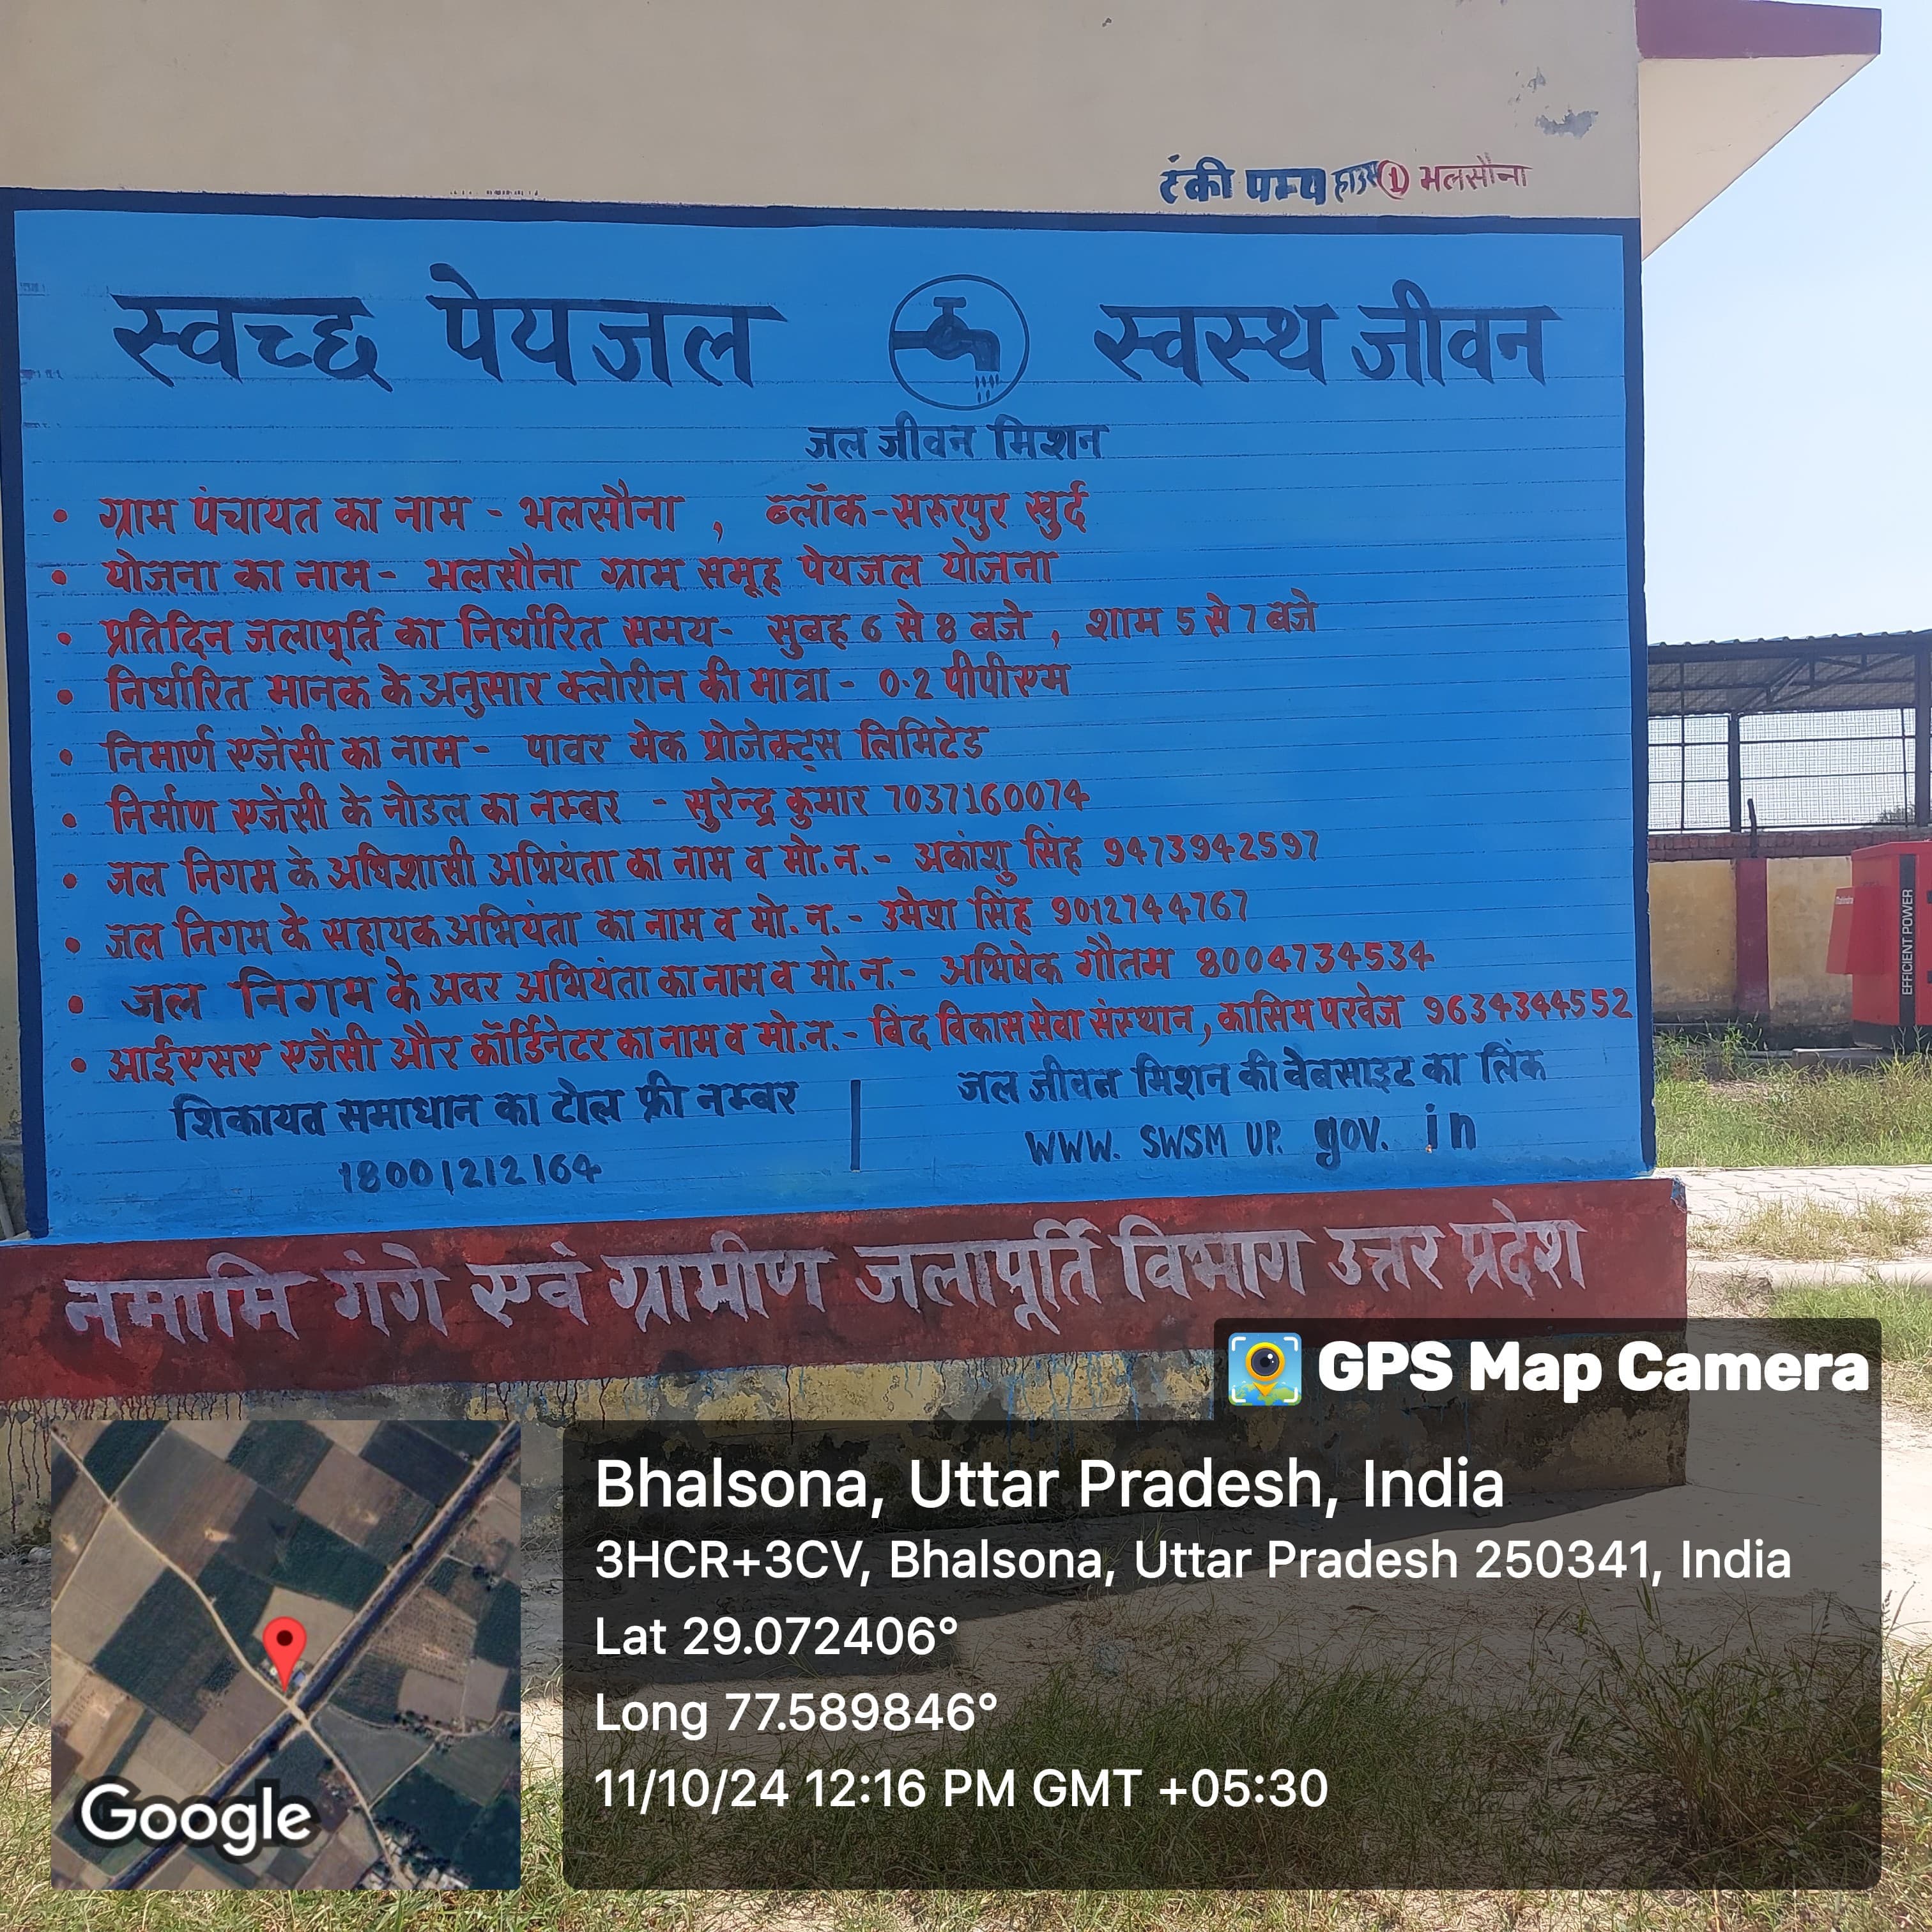 टंकी पम्प हाउस ① भलसौना
स्वच्छ पेयजल स्वस्थ जीवन
जल जीवन मिशन
• ग्राम पंचायत का नाम - भलसौना , ब्लॉक-सरुरपुर खुर्द
• योजना का नाम- भलसौना ग्राम समूह पेयजल योजना
• प्रतिदिन जलापूर्ति का निर्धारित समय- सुबह 6 से 8 बजे , शाम 5 से 7 बजे
• निर्धारित मानक के अनुसार क्लोरीन की मात्रा - 0.2 पीपीएम
• निमार्ण एजेंसी का नाम - पावर मेक प्रोजेक्ट्स लिमिटेड
• निर्माण एजेंसी के नोडल का नम्बर - सुरेन्द्र कुमार 7037160074
• जल निगम के अधिशासी अभियंता का नाम व मो.न.- अकांशु सिंह 9473942597
• जल निगम के सहायक अभियंता का नाम व मो.न.- उमेश सिंह 9012744767
• जल निगम के अवर अभियंता का नाम व मो.न.- अभिषेक गौतम 8004734534
• आईएसए एजेंसी और कॉर्डिनेटर का नाम व मो.न.- विंद विकास सेवा संस्थान, कासिम परवेज 9634344552
शिकायत समाधान का टोल फ्री नम्बर | जल जीवन मिशन की वेबसाइट का लिंक
18001212164 WWW. SWSM UP. gov. in
नमामि गंगे एवं ग्रामीण जलापूर्ति विभाग उत्तर प्रदेश
EFFICIENT POWER
GPS Map Camera
Bhalsona, Uttar Pradesh, India
3HCR+3CV, Bhalsona, Uttar Pradesh 250341, India
Lat 29.072406°
Long 77.589846°
11/10/24 12:16 PM GMT +05:30
Google